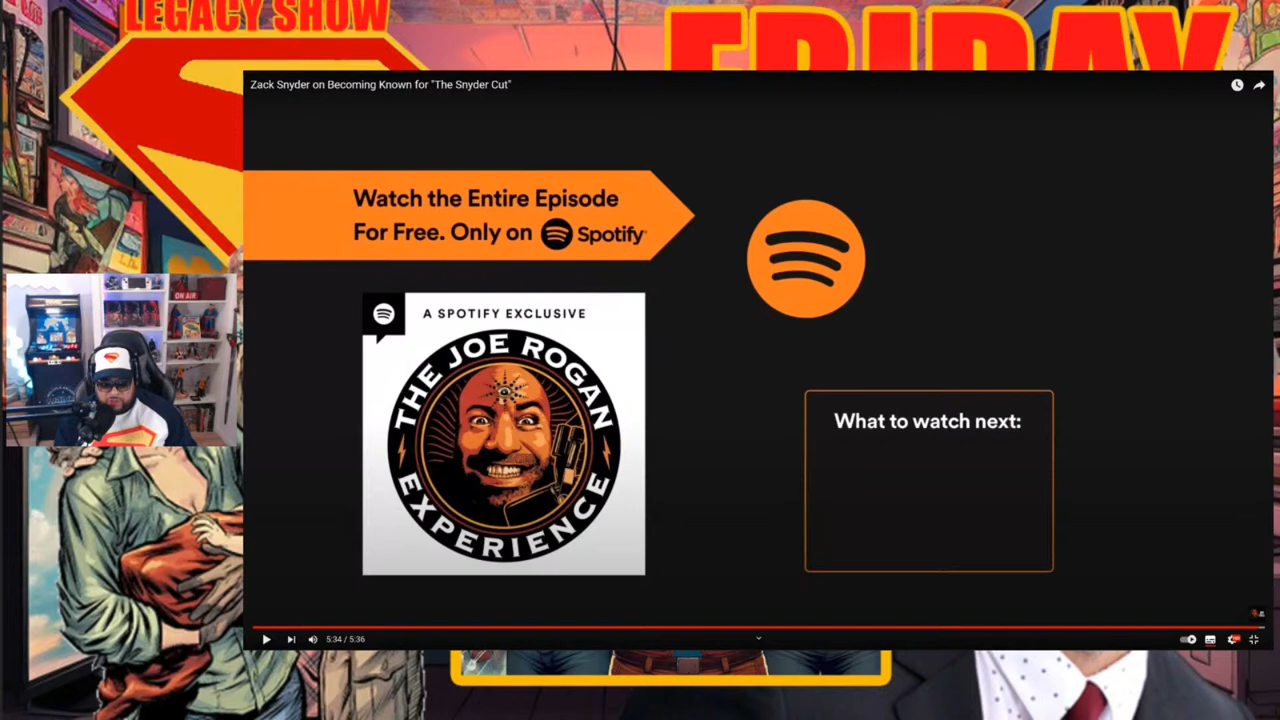 LEGACY SHOW
FRIDAY
Zack Snyder on Becoming Known for "The Snyder Cut"
Watch the Entire Episode
For Free. Only on Spotify
A SPOTIFY EXCLUSIVE
THE JOE ROGAN
EXPERIENCE
What to watch next:
ON AIR
5:34 / 5:36